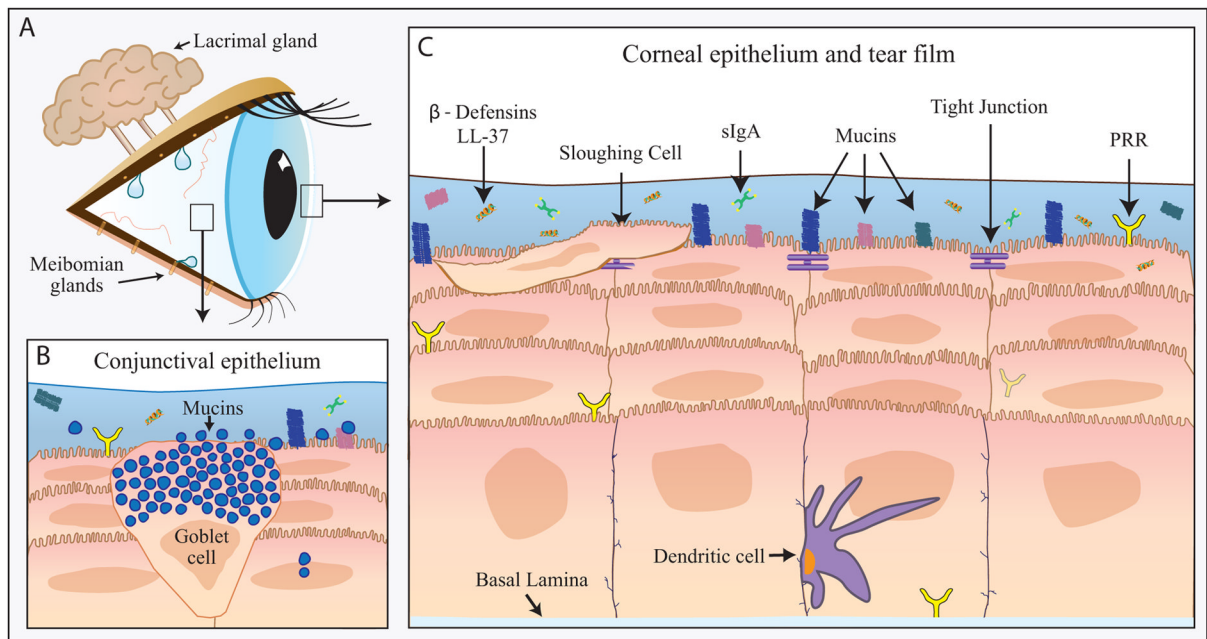 A
Lacrimal gland
Meibomian
glands
B
Conjunctival epithelium
Mucins
Goblet
cell
C
Corneal epithelium and tear film
β - Defensins
LL-37
Sloughing Cell
sIgA
Mucins
Tight Junction
PRR
Dendritic cell
Basal Lamina